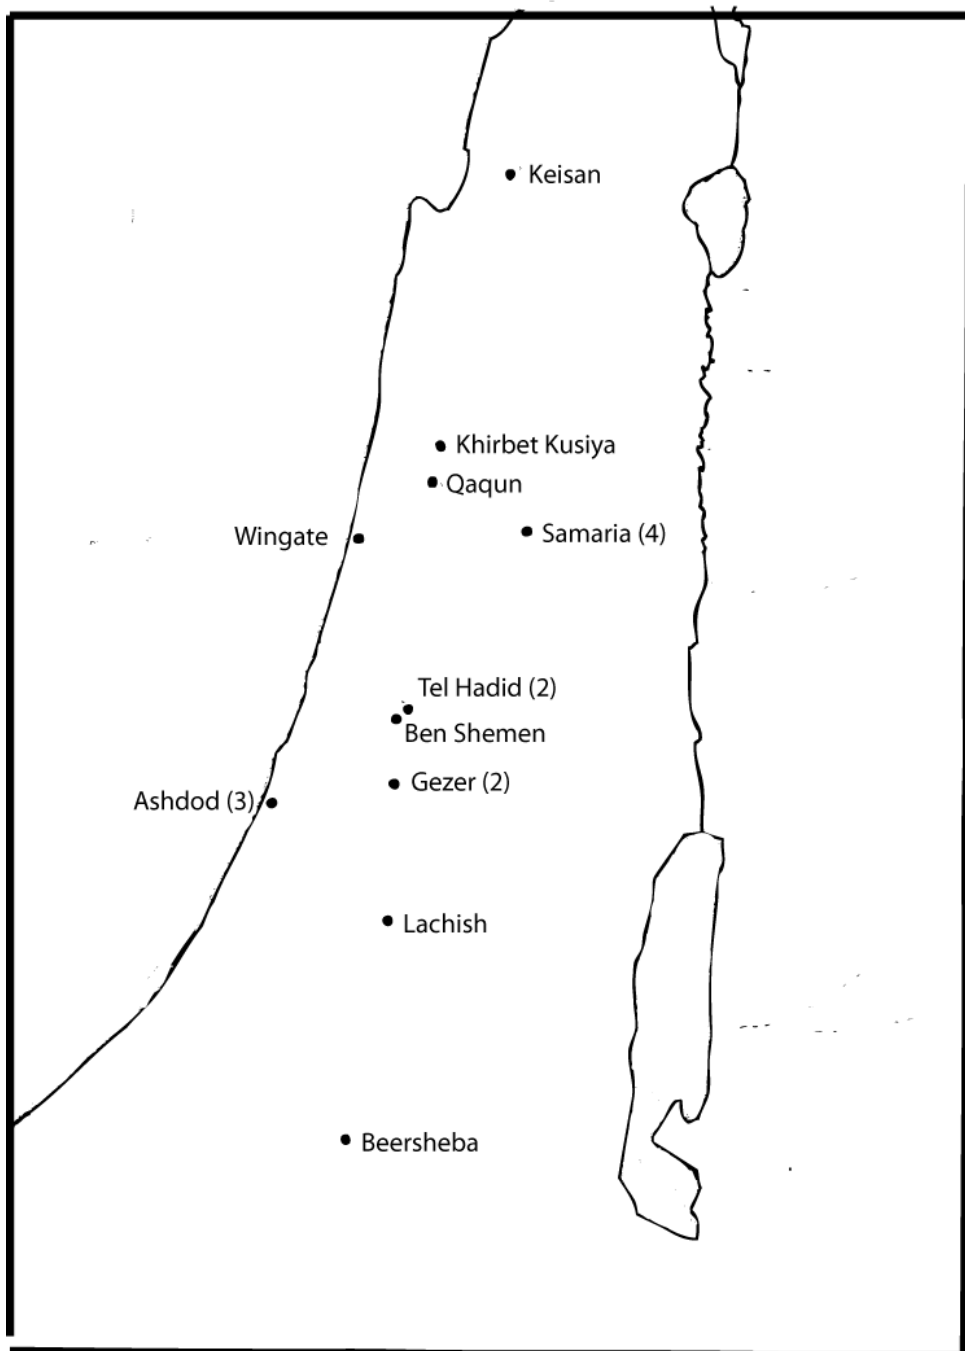 Keisan
Khirbet Kusiya
Qaqun
Wingate
Samaria (4)
Tel Hadid (2)
Ben Shemen
Gezer (2)
Ashdod (3)
Lachish
Beersheba